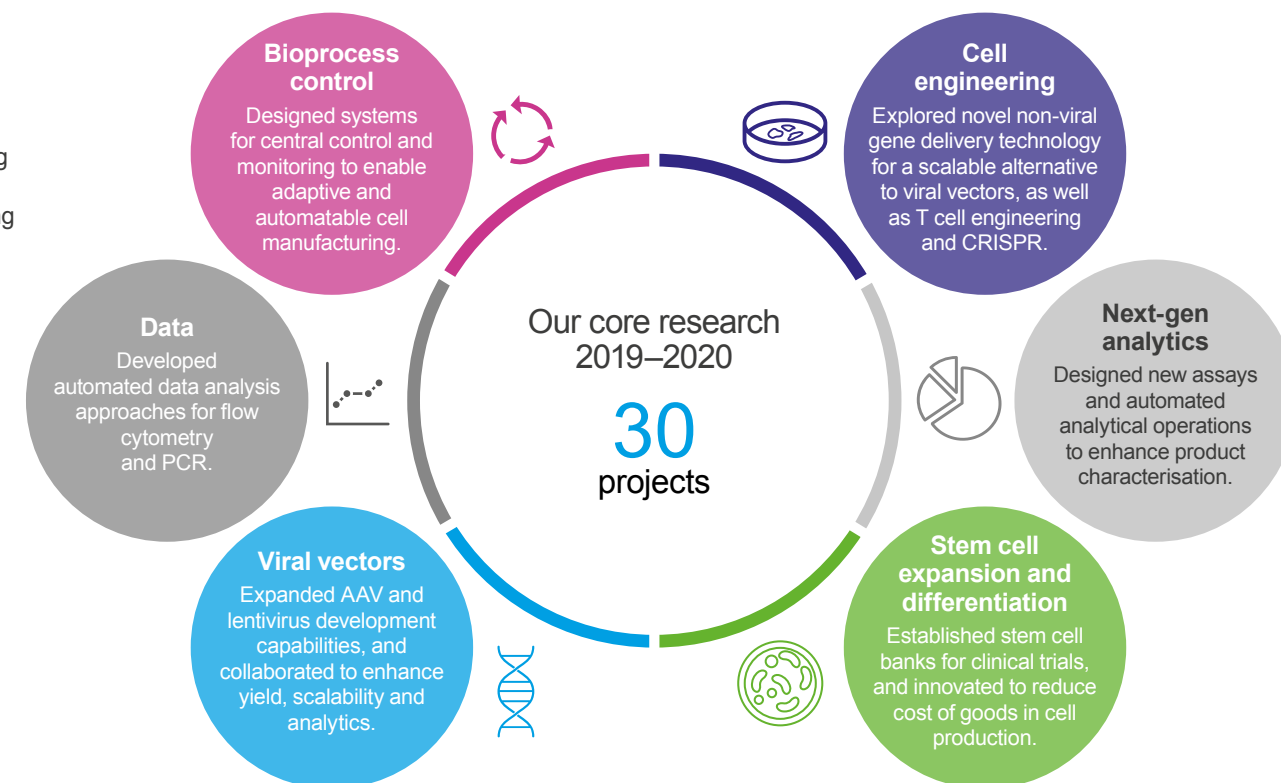 g
ng
Bioprocess
control
Designed systems
for central control and
monitoring to enable
adaptive and
automatable cell
manufacturing.
Cell
engineering
Explored novel non-viral
gene delivery technology
for a scalable alternative
to viral vectors, as well
as T cell engineering
and CRISPR.
Data
Developed
automated data analysis
approaches for flow
cytometry
and PCR.
Our core research
2019–2020
30
projects
Next-gen
analytics
Designed new assays
and automated
analytical operations
to enhance product
characterisation.
Viral vectors
Expanded AAV and
lentivirus development
capabilities, and
collaborated to enhance
yield, scalability and
analytics.
Stem cell
expansion and
differentiation
Established stem cell
banks for clinical trials,
and innovated to reduce
cost of goods in cell
production.